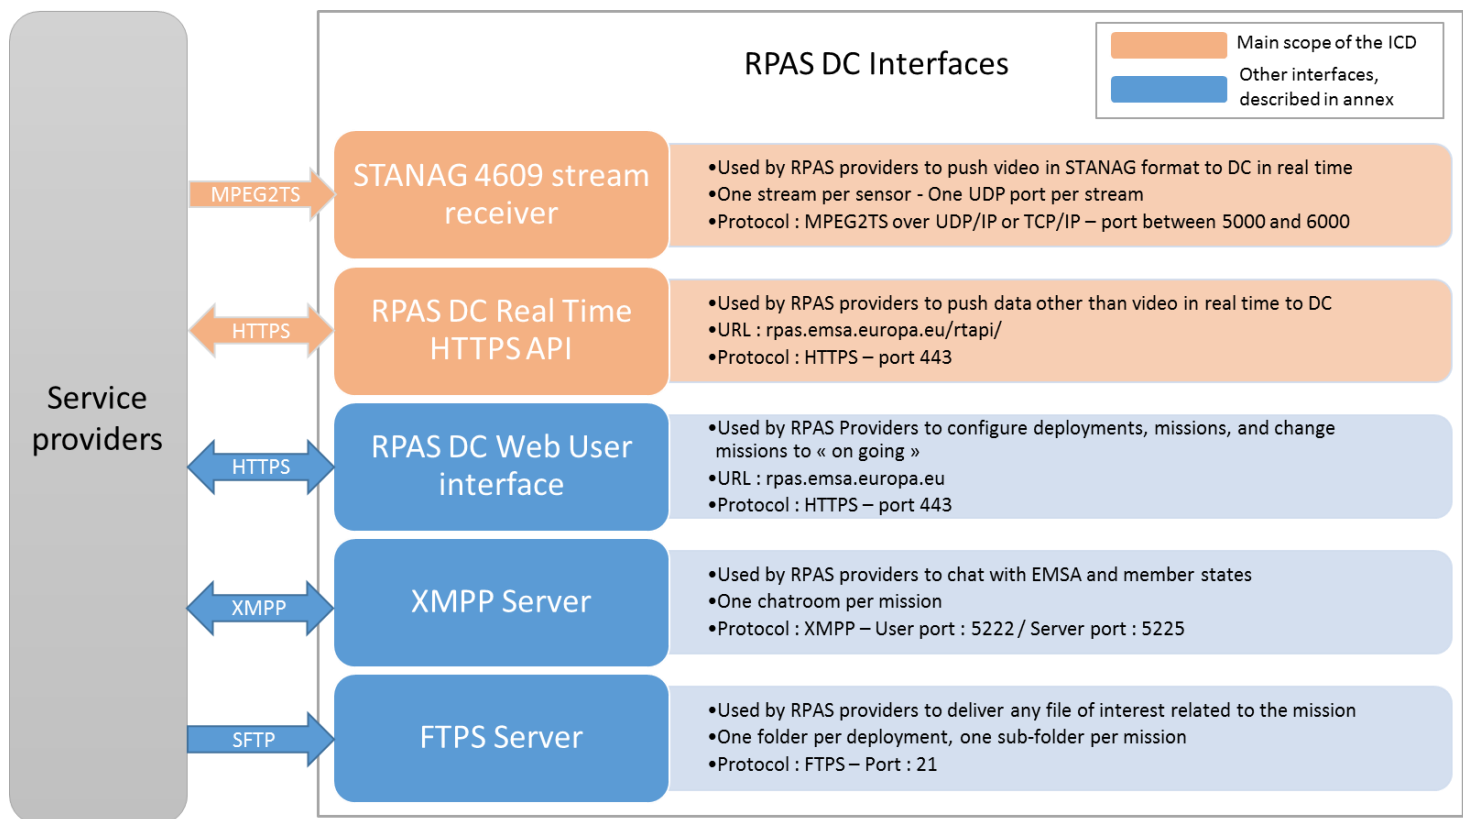 RPAS DC Interfaces
Main scope of the ICD
Other interfaces,
described in annex
Service
providers
MPEG2TS
STANAG 4609 stream
receiver
•Used by RPAS providers to push video in STANAG format to DC in real time
•One stream per sensor - One UDP port per stream
•Protocol : MPEG2TS over UDP/IP or TCP/IP – port between 5000 and 6000
HTTPS
RPAS DC Real Time
HTTPS API
•Used by RPAS providers to push data other than video in real time to DC
•URL : rpas.emsa.europa.eu/rtapi/
•Protocol : HTTPS – port 443
HTTPS
RPAS DC Web User
interface
•Used by RPAS Providers to configure deployments, missions, and change
missions to « on going »
•URL : rpas.emsa.europa.eu
•Protocol : HTTPS – port 443
XMPP
XMPP Server
•Used by RPAS providers to chat with EMSA and member states
•One chatroom per mission
•Protocol : XMPP – User port : 5222 / Server port : 5225
SFTP
FTPS Server
•Used by RPAS providers to deliver any file of interest related to the mission
•One folder per deployment, one sub-folder per mission
•Protocol : FTPS – Port : 21